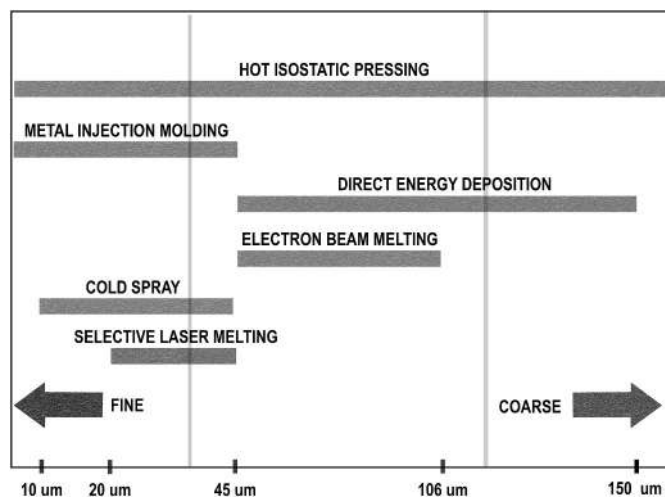 HOT ISOSTATIC PRESSING
METAL INJECTION MOLDING
DIRECT ENERGY DEPOSITION
ELECTRON BEAM MELTING
COLD SPRAY
SELECTIVE LASER MELTING
FINE
COARSE
10 um 20 um 45 um 106 um 150 um